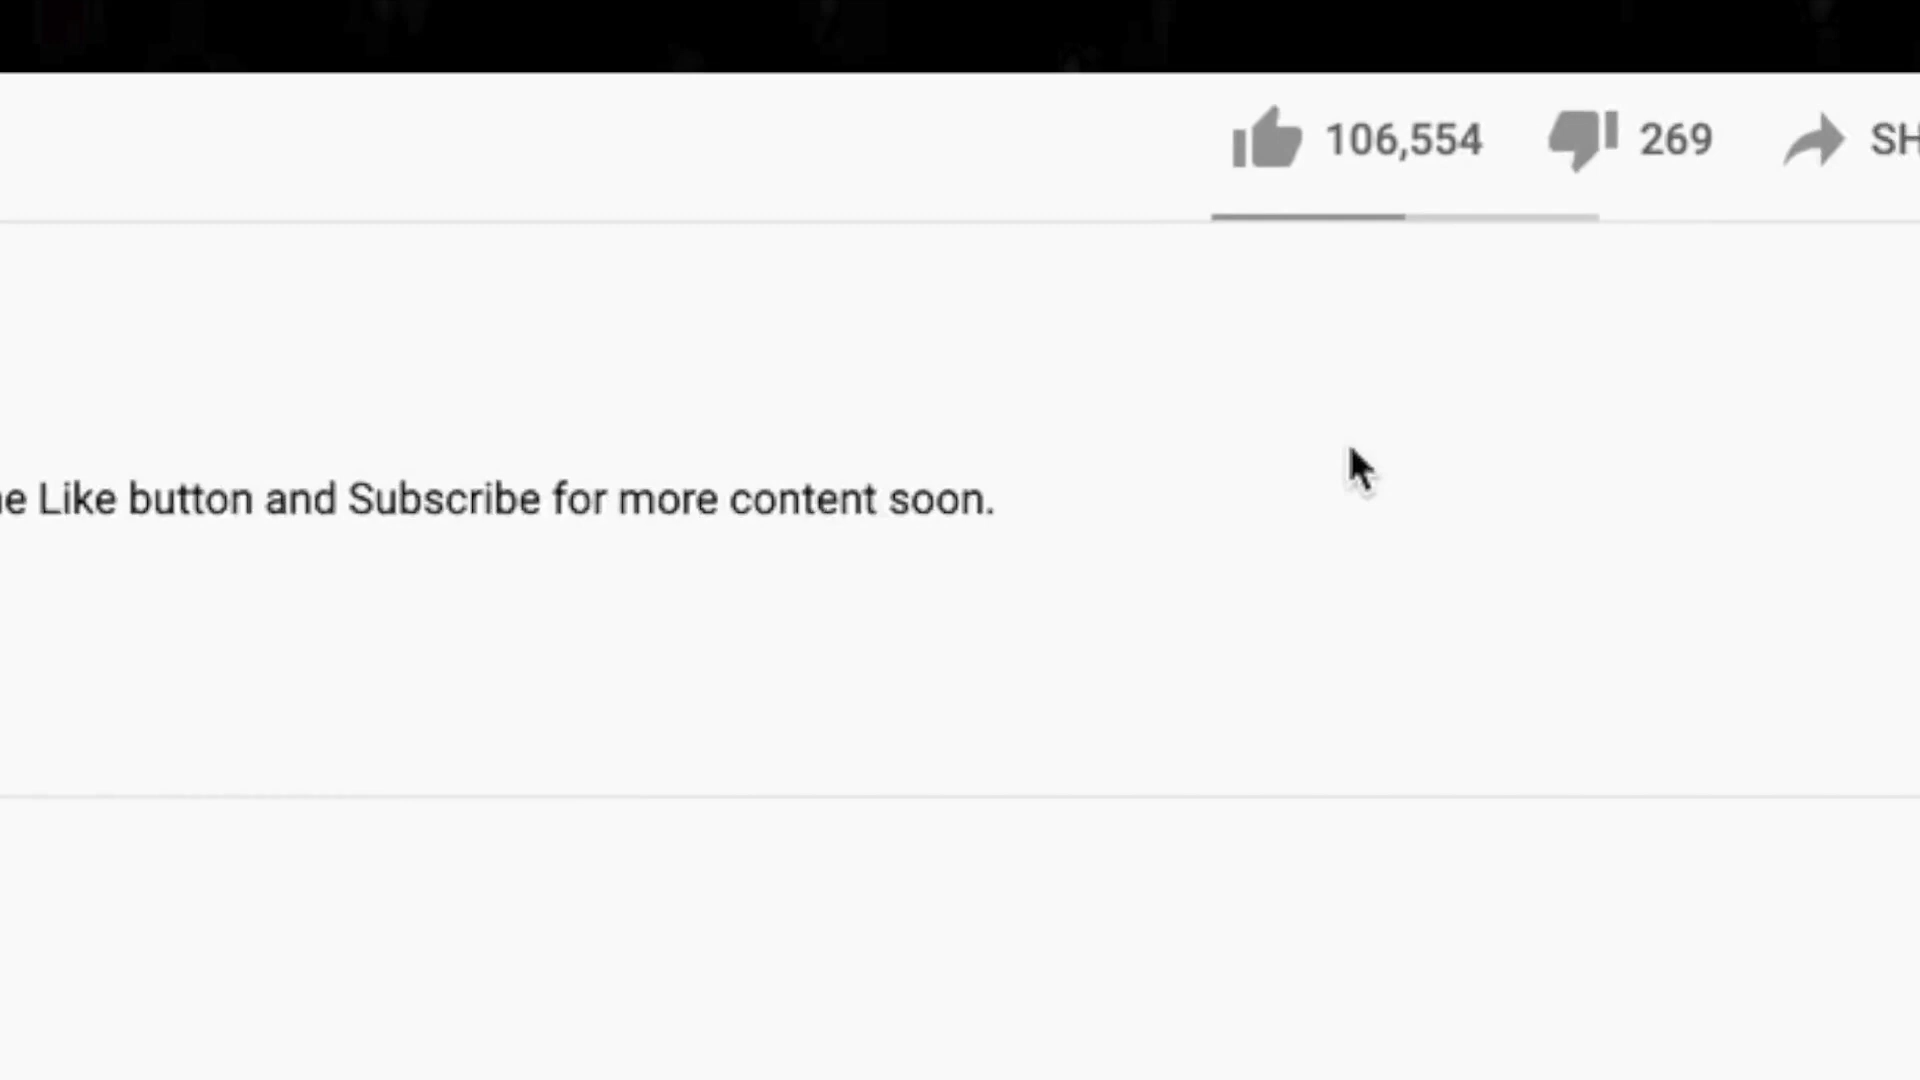 106,554 269 SH
e Like button and Subscribe for more content soon.